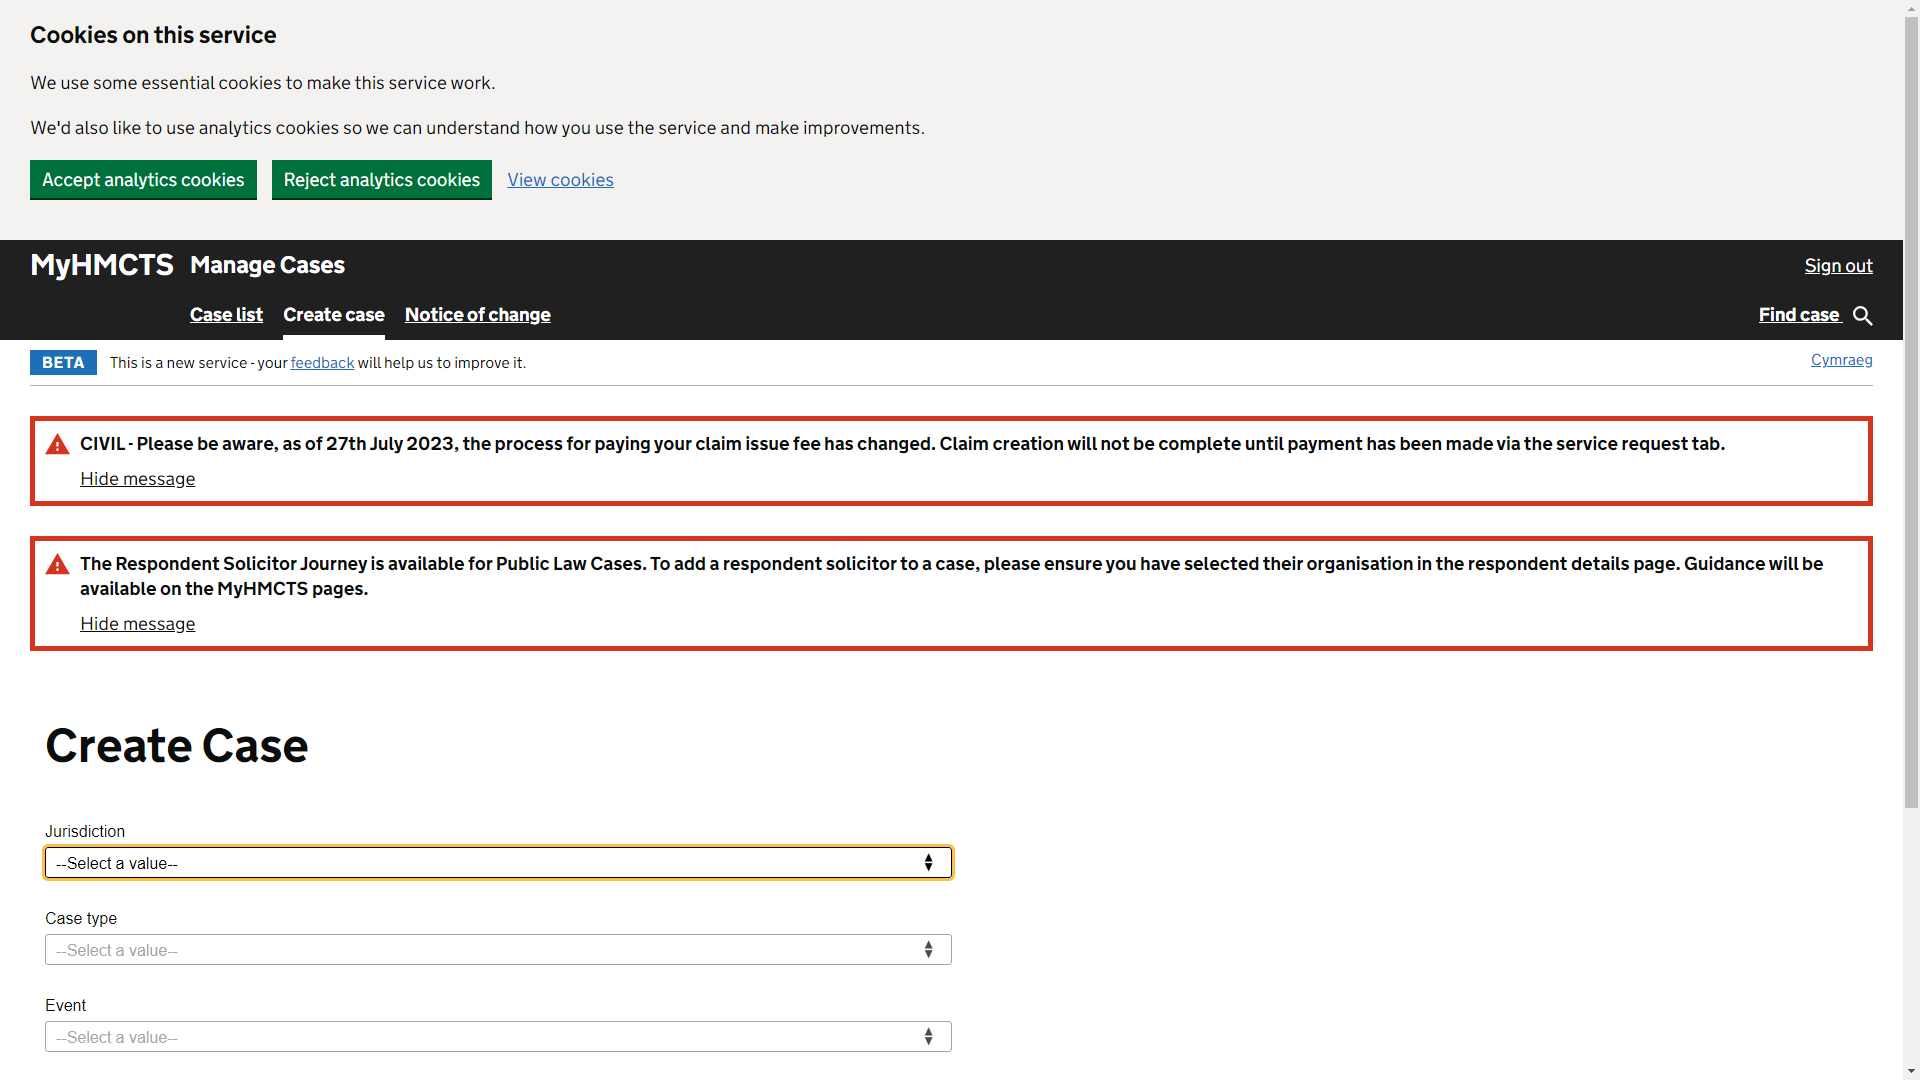 Cookies on this service
We use some essential cookies to make this service work.
We'd also like to use analytics cookies so we can understand how you use the service and make improvements.
Accept analytics cookies Reject analytics cookies View cookies
MyHMCTS Manage Cases Sign out
Case list Create case Notice of change Find case
BETA This is a new service - your feedback will help us to improve it. Cymraeg
CIVIL - Please be aware, as of 27th July 2023, the process for paying your claim issue fee has changed. Claim creation will not be complete until payment has been made via the service request tab.
Hide message
The Respondent Solicitor Journey is available for Public Law Cases. To add a respondent solicitor to a case, please ensure you have selected their organisation in the respondent details page. Guidance will be
available on the MyHMCTS pages.
Hide message
Create Case
Jurisdiction
--Select a value--
Case type
--Select a value--
Event
--Select a value--